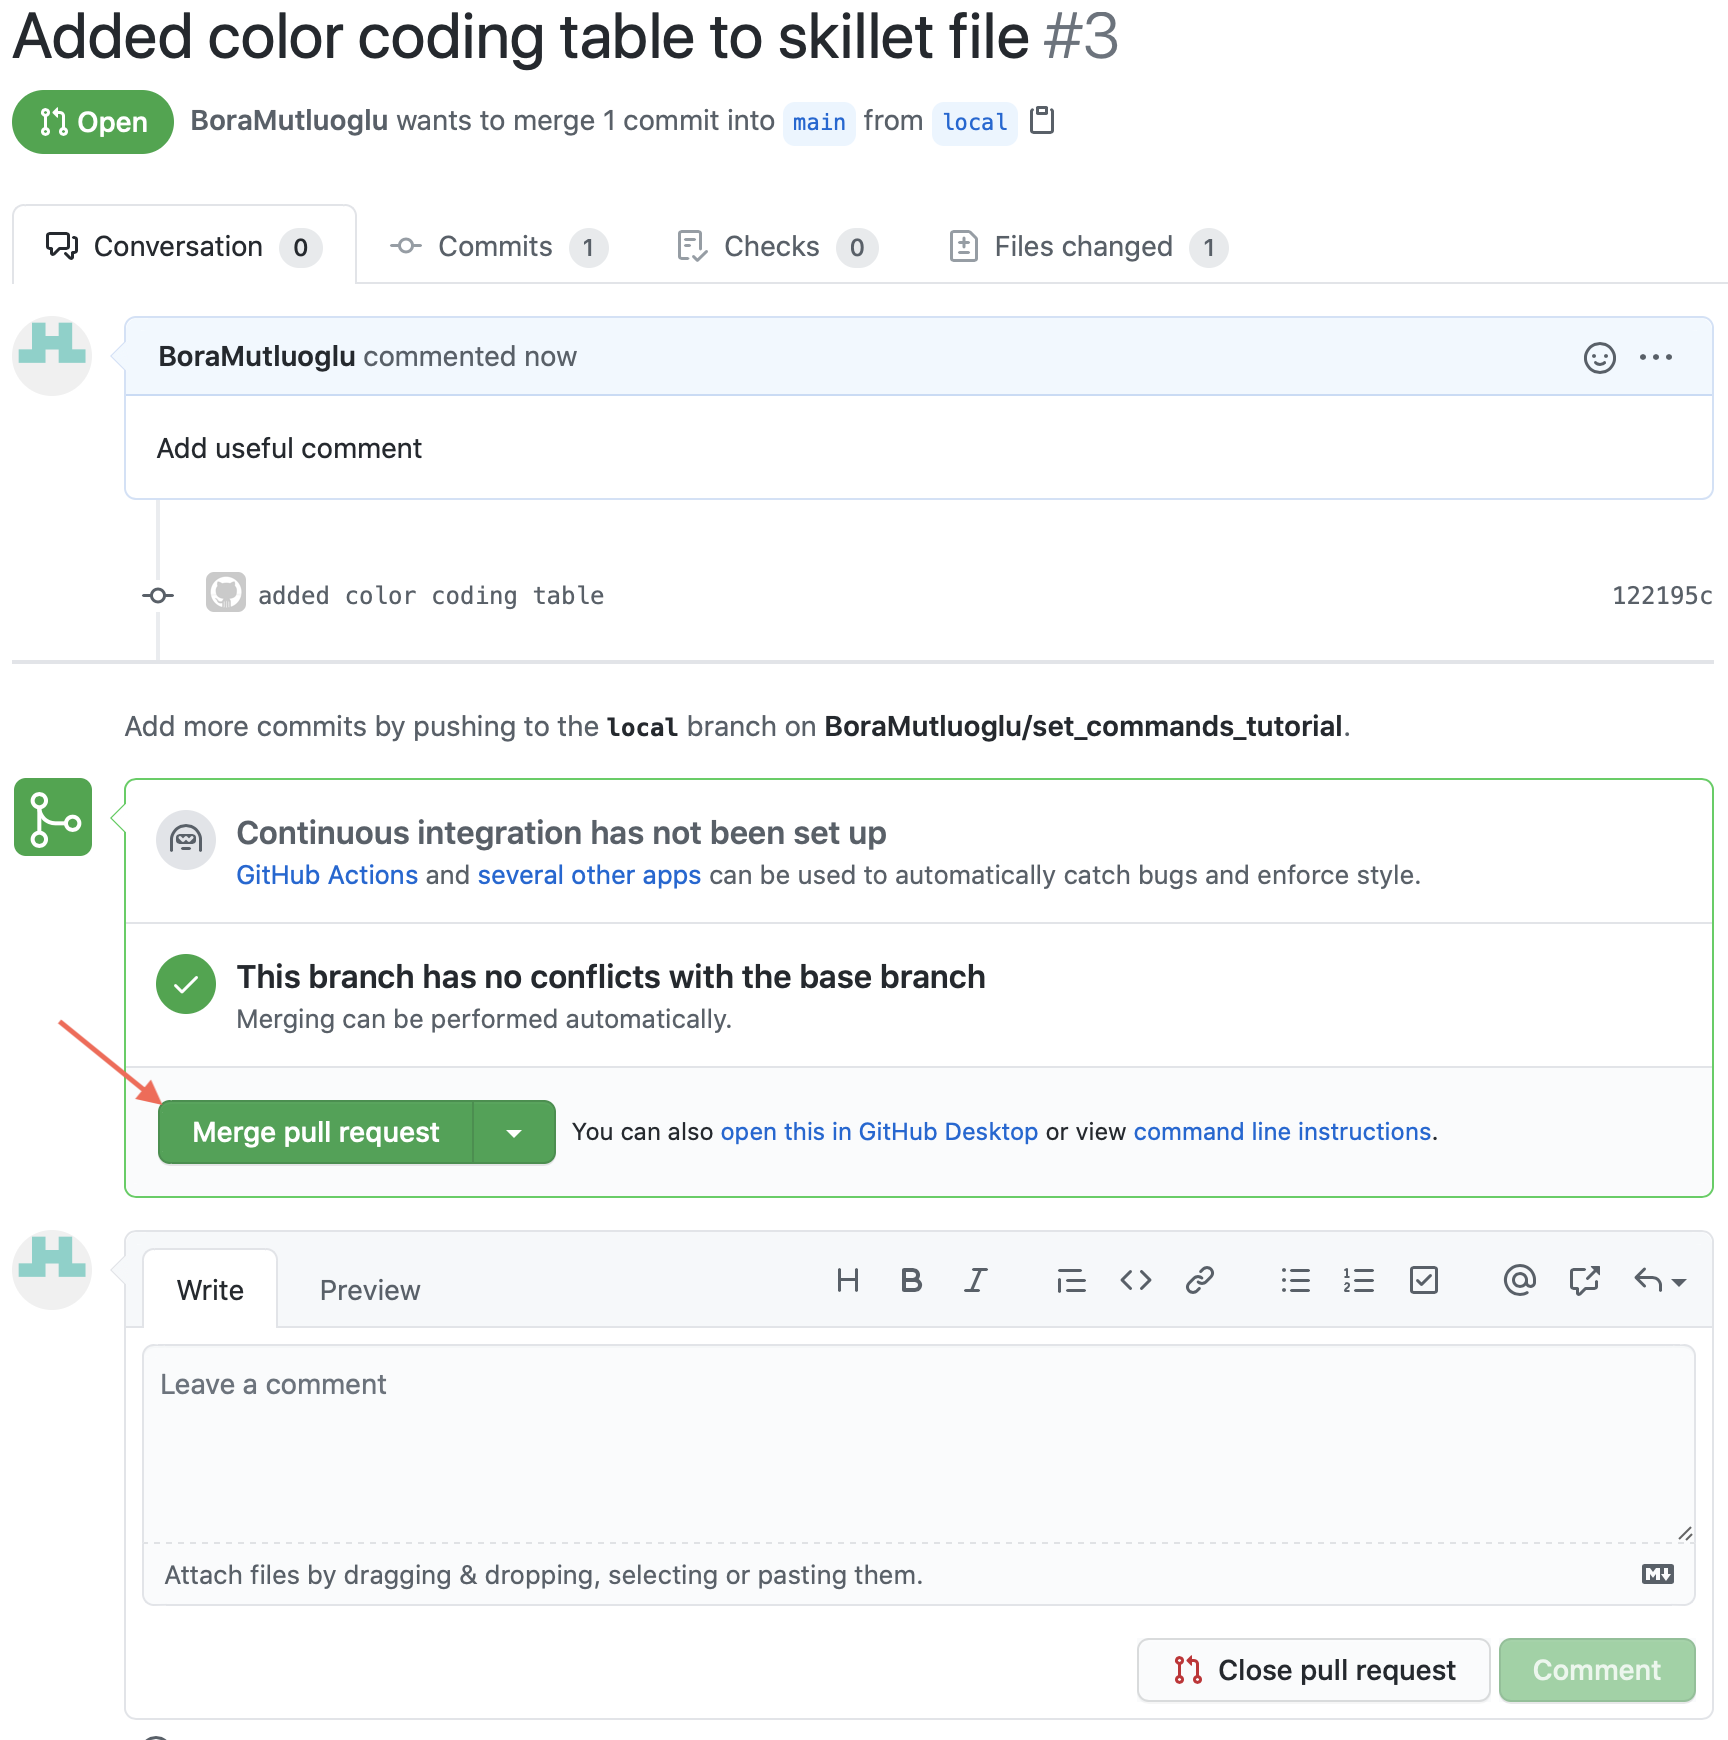 Added color coding table to skillet file #3
Open BoraMutluoglu wants to merge 1 commit into main from local
Conversation 0 Commits 1 Checks 0 Files changed 1
BoraMutluoglu commented now
Add useful comment
added color coding table 122195c
Add more commits by pushing to the local branch on BoraMutluoglu/set_commands_tutorial.
Continuous integration has not been set up
GitHub Actions and several other apps can be used to automatically catch bugs and enforce style.
This branch has no conflicts with the base branch
Merging can be performed automatically.
Merge pull request You can also open this in GitHub Desktop or view command line instructions.
Write Preview
Leave a comment
Attach files by dragging & dropping, selecting or pasting them.
Close pull request Comment